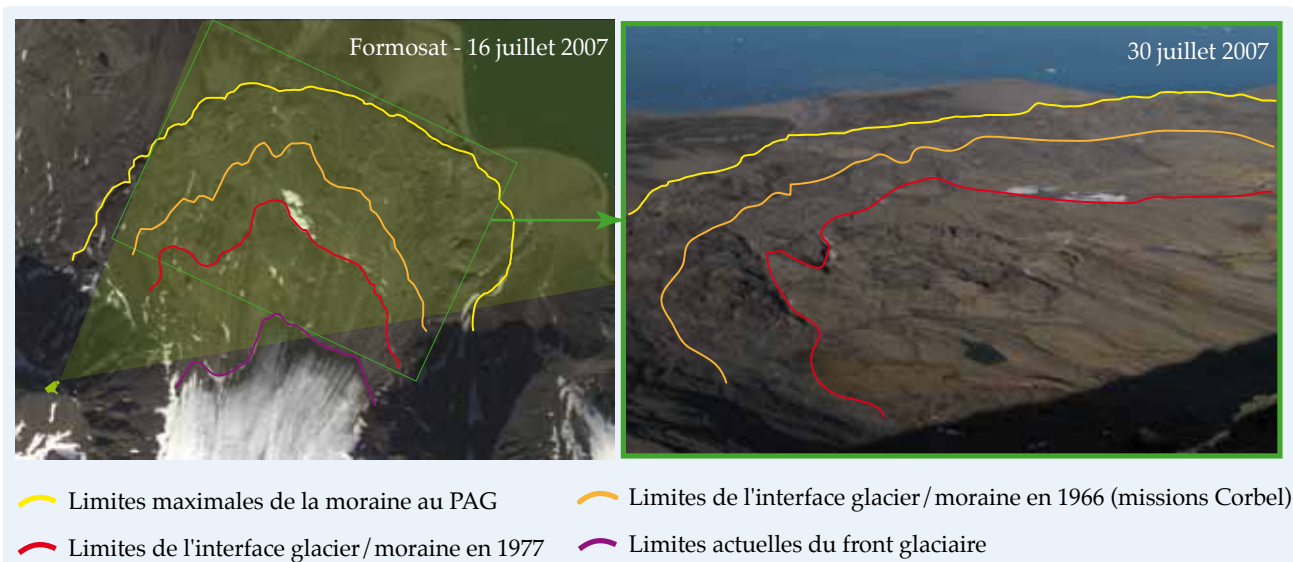 Formosat - 16 juillet 2007
30 juillet 2007
Limites maximales de la moraine au PAG
Limites de l'interface glacier/moraine en 1966 (missions Corbel)
Limites de l'interface glacier/moraine en 1977
Limites actuelles du front glaciaire